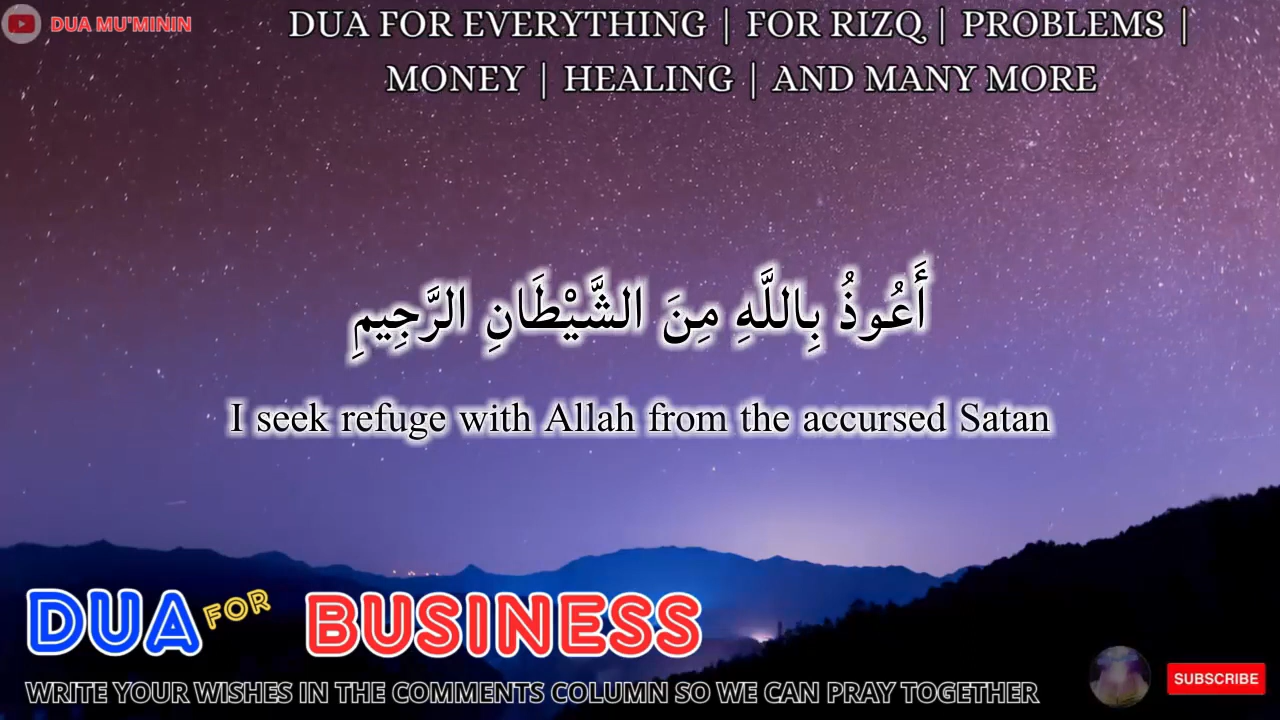 DUA MU'MININ
DUA FOR EVERYTHING | FOR RIZQ | PROBLEMS |
MONEY | HEALING | AND MANY MORE
أَعُوذُ بِاللَّهِ مِنَ الشَّيْطَانِ الرَّجِيمِ
I seek refuge with Allah from the accursed Satan
DUA FOR BUSINESS
WRITE YOUR WISHES IN THE COMMENTS COLUMN SO WE CAN PRAY TOGETHER
SUBSCRIBE